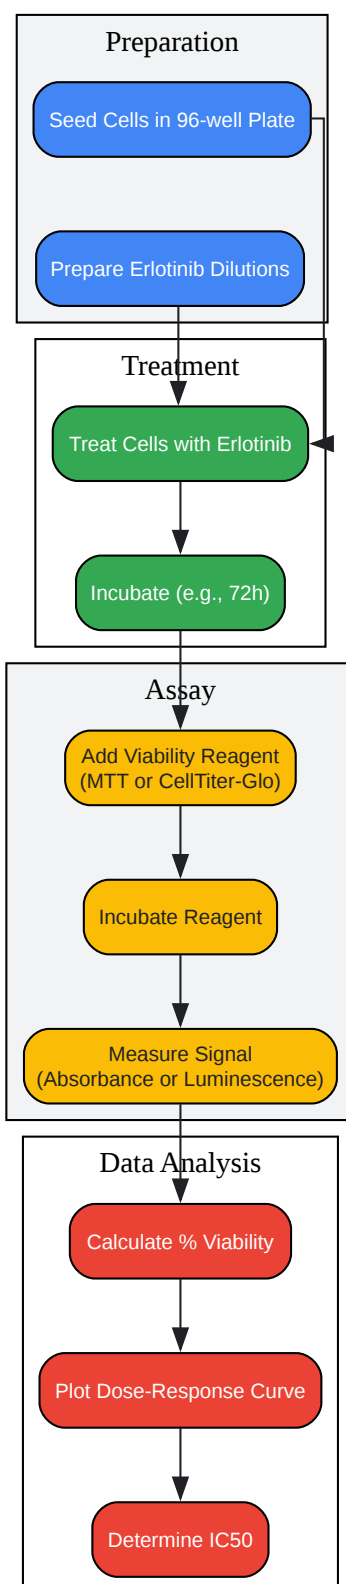 Preparation
Seed Cells in 96-well Plate
Prepare Erlotinib Dilutions
Treatment
Treat Cells with Erlotinib
Incubate (e.g., 72h)
Assay
Add Viability Reagent
(MTT or CellTiter-Glo)
Incubate Reagent
Measure Signal
(Absorbance or Luminescence)
Data Analysis
Calculate % Viability
Plot Dose-Response Curve
Determine IC50